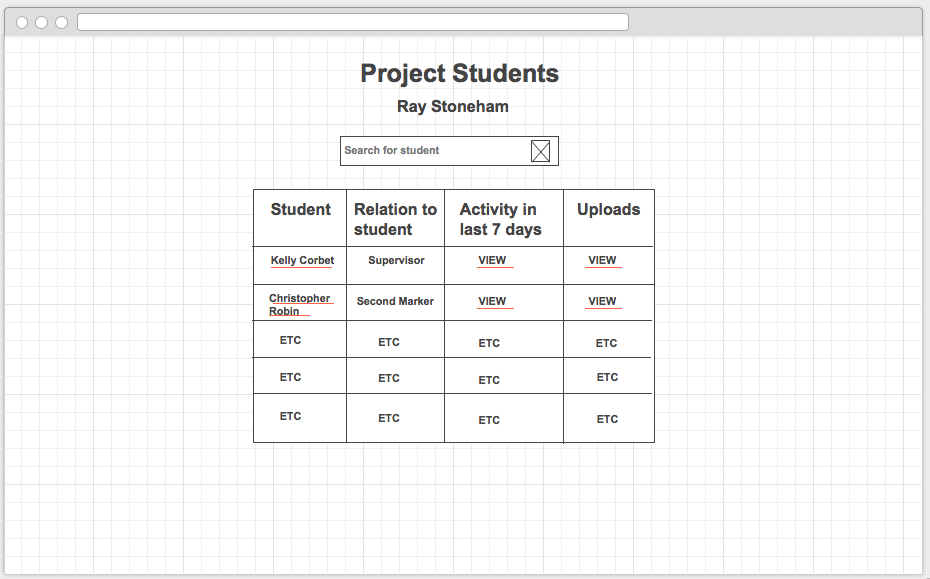 Project Students
Ray Stoneham
Search for student
Student
Relation to
student
Activity in
last 7 days
Uploads
Kelly Corbet
Supervisor
VIEW
VIEW
Christopher
Robin
Second Marker
VIEW
VIEW
ETC
ETC
ETC
ETC
ETC
ETC
ETC
ETC
ETC
ETC
ETC
ETC